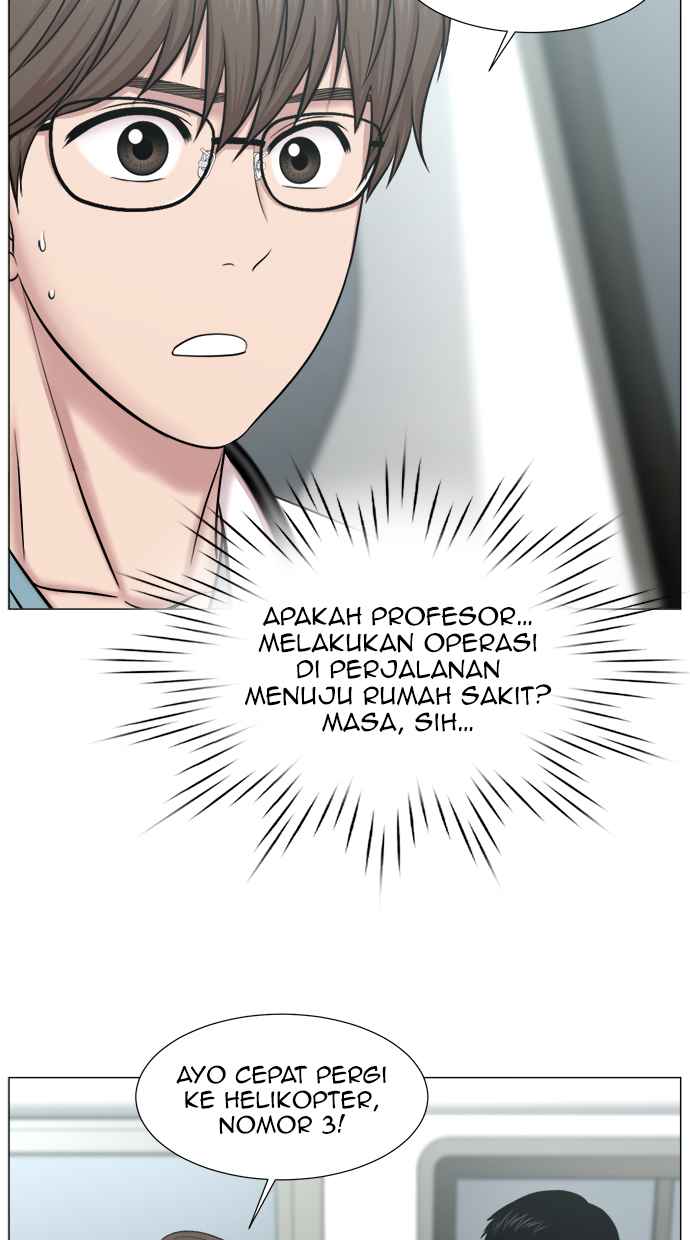 APAKAH PROFESOR...
MELAKUKAN OPERASI
DI PERJALANAN
MENUJU RUMAH SAKIT?
MASA, SIH...
AYO CEPAT PERGI
KE HELIKOPTER,
NOMOR 3!